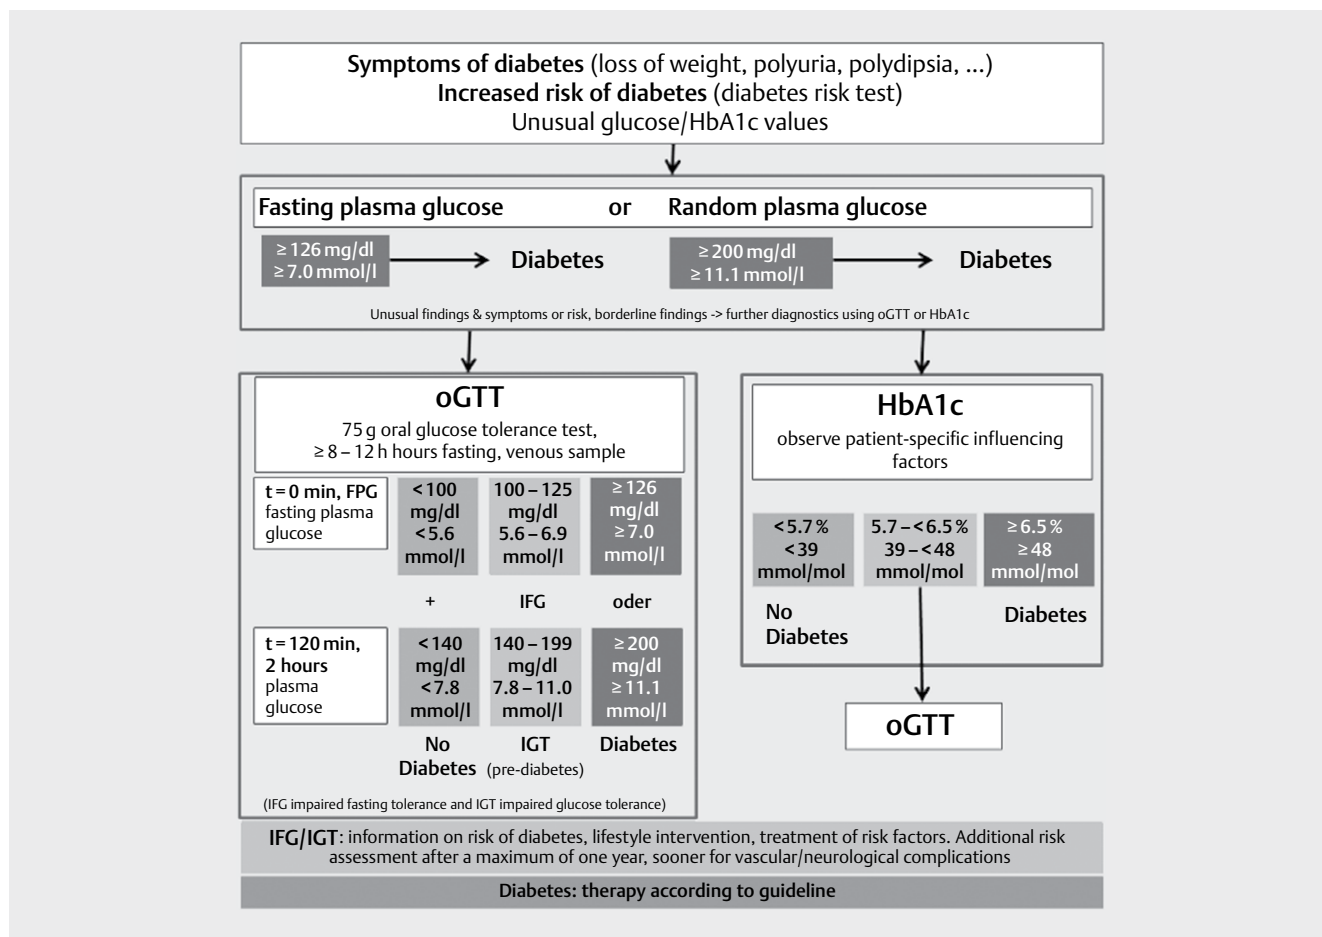 Symptoms of diabetes (loss of weight, polyuria, polydipsia, ...)
Increased risk of diabetes (diabetes risk test)
Unusual glucose/HbA1c values
Fasting plasma glucose or Random plasma glucose
≥ 126 mg/dl
≥ 7.0 mmol/l
Diabetes
≥ 200 mg/dl
≥ 11.1 mmol/l
Diabetes
Unusual findings & symptoms or risk, borderline findings -> further diagnostics using oGTT or HbA1c
oGTT
75 g oral glucose tolerance test,
≥ 8 – 12 h hours fasting, venous sample
t = 0 min, FPG
fasting plasma
glucose
< 100
mg/dl
< 5.6
mmol/l
100 – 125
mg/dl
5.6 – 6.9
mmol/l
≥ 126
mg/dl
≥ 7.0
mmol/l
+ IFG oder
t = 120 min,
2 hours
plasma
glucose
< 140
mg/dl
< 7.8
mmol/l
140 – 199
mg/dl
7.8 – 11.0
mmol/l
≥ 200
mg/dl
≥ 11.1
mmol/l
No
Diabetes
IGT
(pre-diabetes)
Diabetes
(IFG impaired fasting tolerance and IGT impaired glucose tolerance)
HbA1c
observe patient-specific influencing
factors
< 5.7 %
< 39
mmol/mol
5.7 – < 6.5 %
39 – < 48
mmol/mol
≥ 6.5 %
≥ 48
mmol/mol
No
Diabetes
Diabetes
oGTT
IFG/IGT: information on risk of diabetes, lifestyle intervention, treatment of risk factors. Additional risk
assessment after a maximum of one year, sooner for vascular/neurological complications
Diabetes: therapy according to guideline